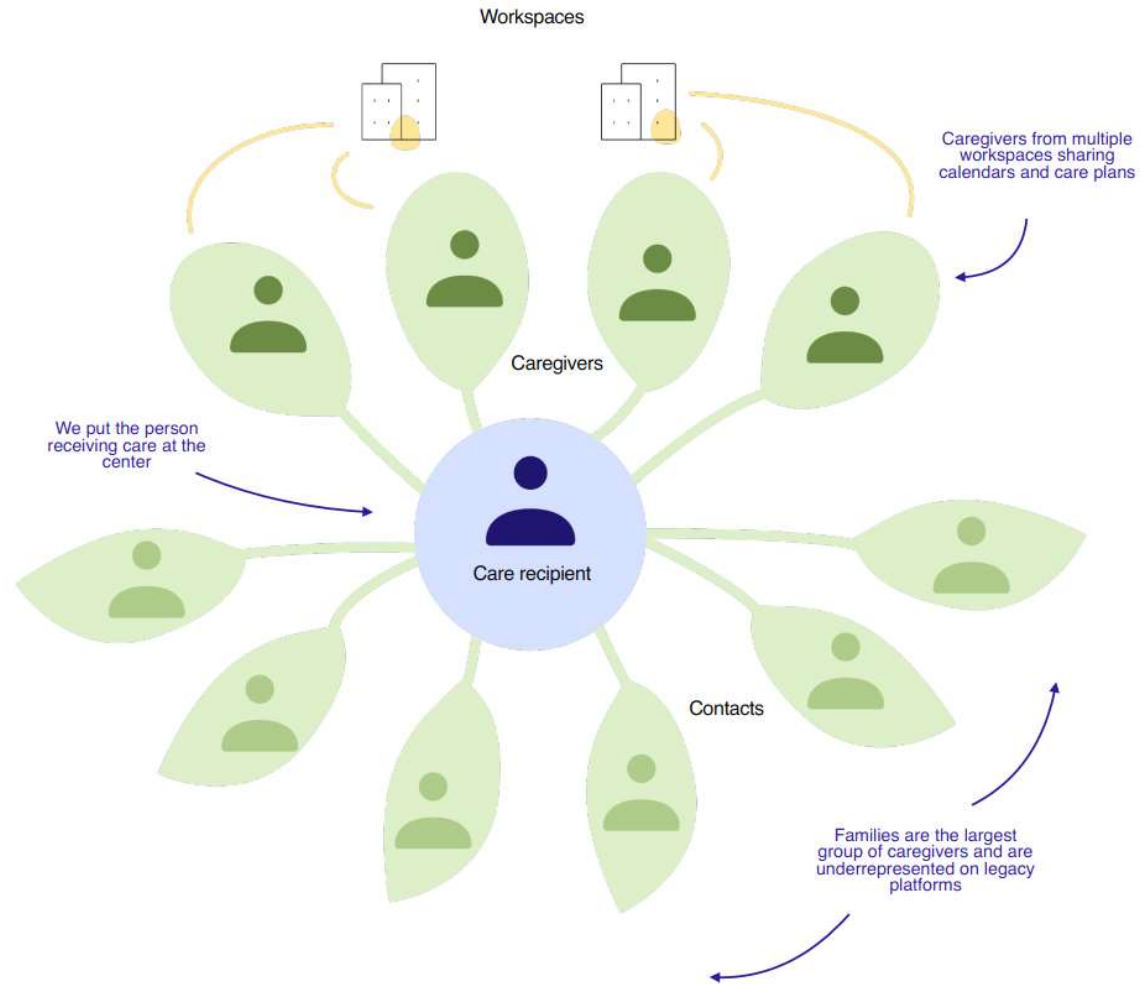 Workspaces
Caregivers from multiple
workspaces sharing
calendars and care plans
Caregivers
We put the person
receiving care at the
center
Care recipient
Contacts
Families are the largest
group of caregivers and are
underrepresented on legacy
platforms